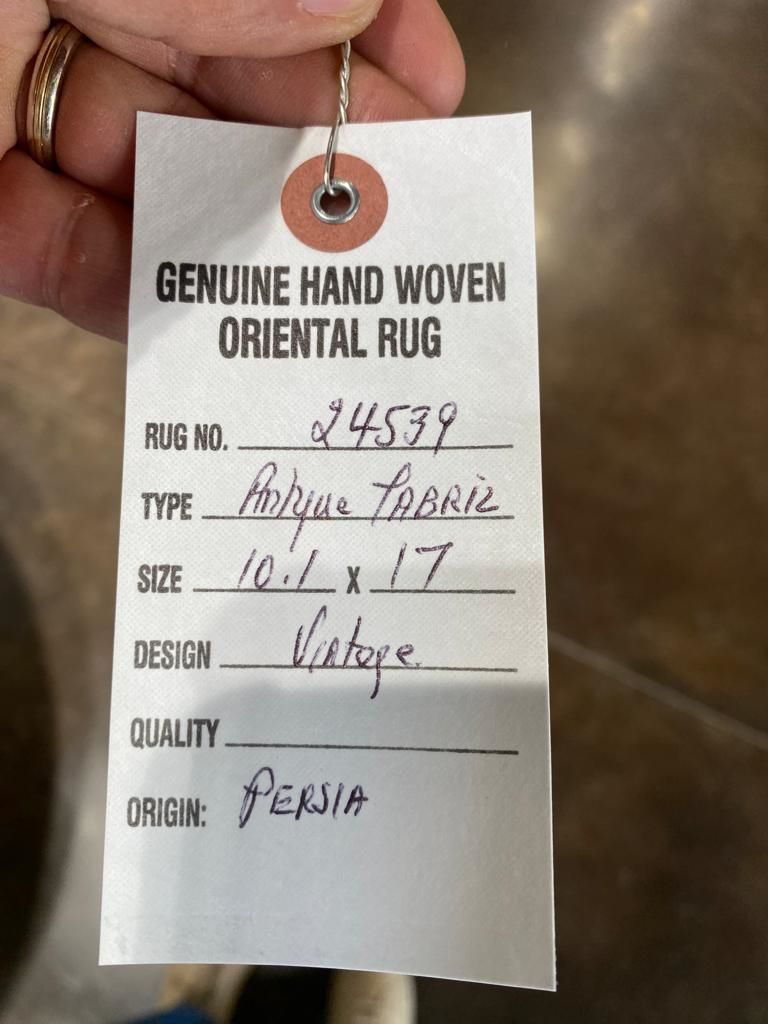 GENUINE HAND WOVEN
ORIENTAL RUG
RUG NO. 24539
TYPE Antique TABRIZ
SIZE 10.1 X 17
DESIGN Vintage
QUALITY
ORIGIN: PERSIA